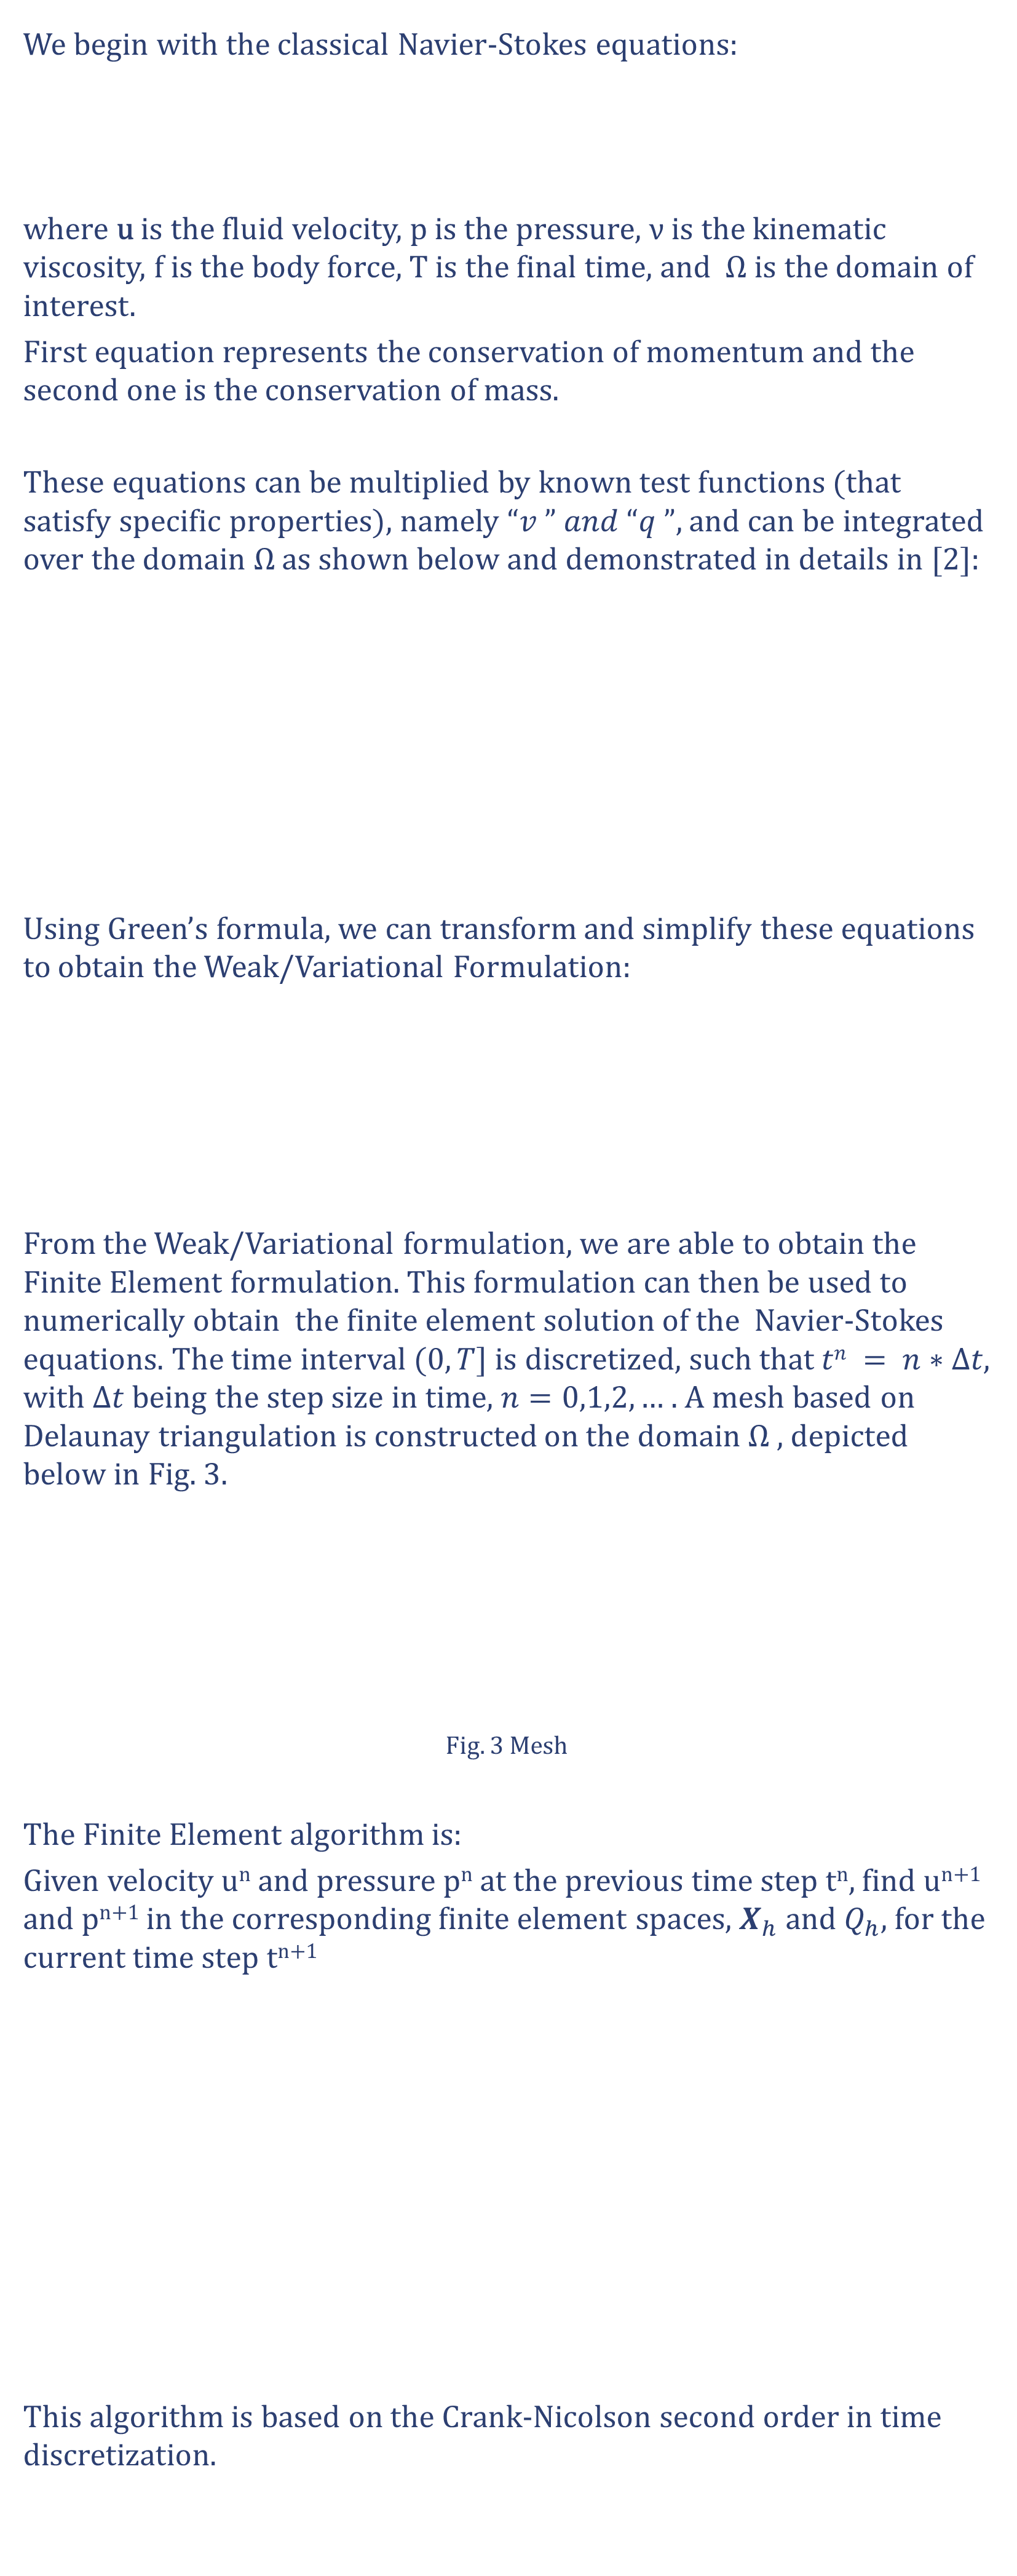 We begin with the classical Navier-Stokes equations:
where u is the fluid velocity, p is the pressure, ν is the kinematic
viscosity, f is the body force, T is the final time, and  Ω is the domain of
interest.
First equation represents the conservation of momentum and the
second one is the conservation of mass.
These equations can be multiplied by known test functions (that
satisfy specific properties), namely “v ” and “q ”, and can be integrated
over the domain Ω as shown below and demonstrated in details in [2]:
Using Green’s formula, we can transform and simplify these equations
to obtain the Weak/Variational Formulation:
From the Weak/Variational formulation, we are able to obtain the
Finite Element formulation. This formulation can then be used to
numerically obtain  the finite element solution of the  Navier-Stokes
equations. The time interval (0, T] is discretized, such that tⁿ = n ∗ Δt,
with Δt being the step size in time, n = 0,1,2, … . A mesh based on
Delaunay triangulation is constructed on the domain Ω , depicted
below in Fig. 3.
Fig. 3 Mesh
The Finite Element algorithm is:
Given velocity uⁿ and pressure pⁿ at the previous time step tⁿ, find uⁿ⁺¹
and pⁿ⁺¹ in the corresponding finite element spaces, Xₕ and Qₕ, for the
current time step tⁿ⁺¹
This algorithm is based on the Crank-Nicolson second order in time
discretization.